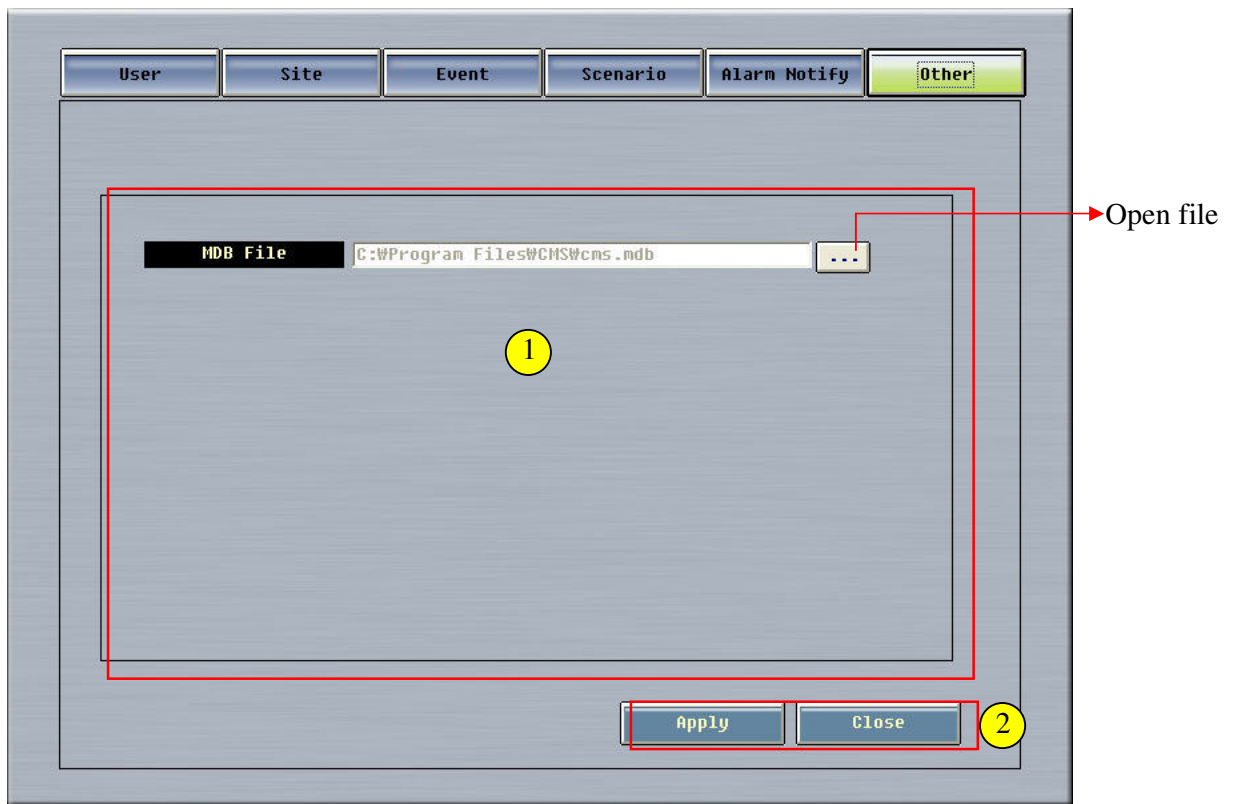 User Site Event Scenario Alarm Notify Other
Open file
MDB File C:₩Program Files₩CMS₩cms.mdb ...
1
Apply Close 2